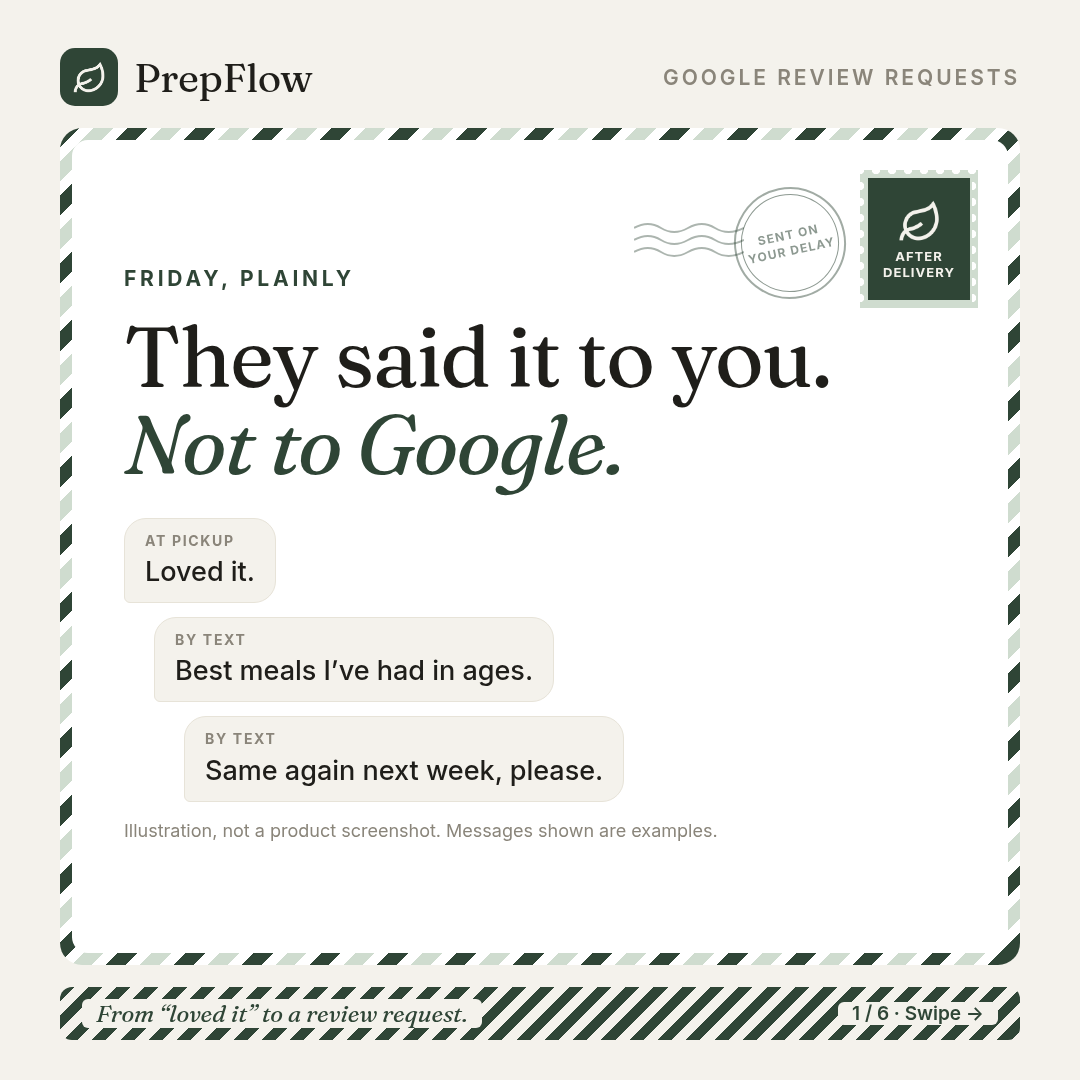 PrepFlow
GOOGLE REVIEW REQUESTS
SENT ON
YOUR DELAY
AFTER
DELIVERY
FRIDAY, PLAINLY
They said it to you.
Not to Google.
AT PICKUP
Loved it.
BY TEXT
Best meals I’ve had in ages.
BY TEXT
Same again next week, please.
Illustration, not a product screenshot. Messages shown are examples.
From “loved it” to a review request.
1 / 6 · Swipe →